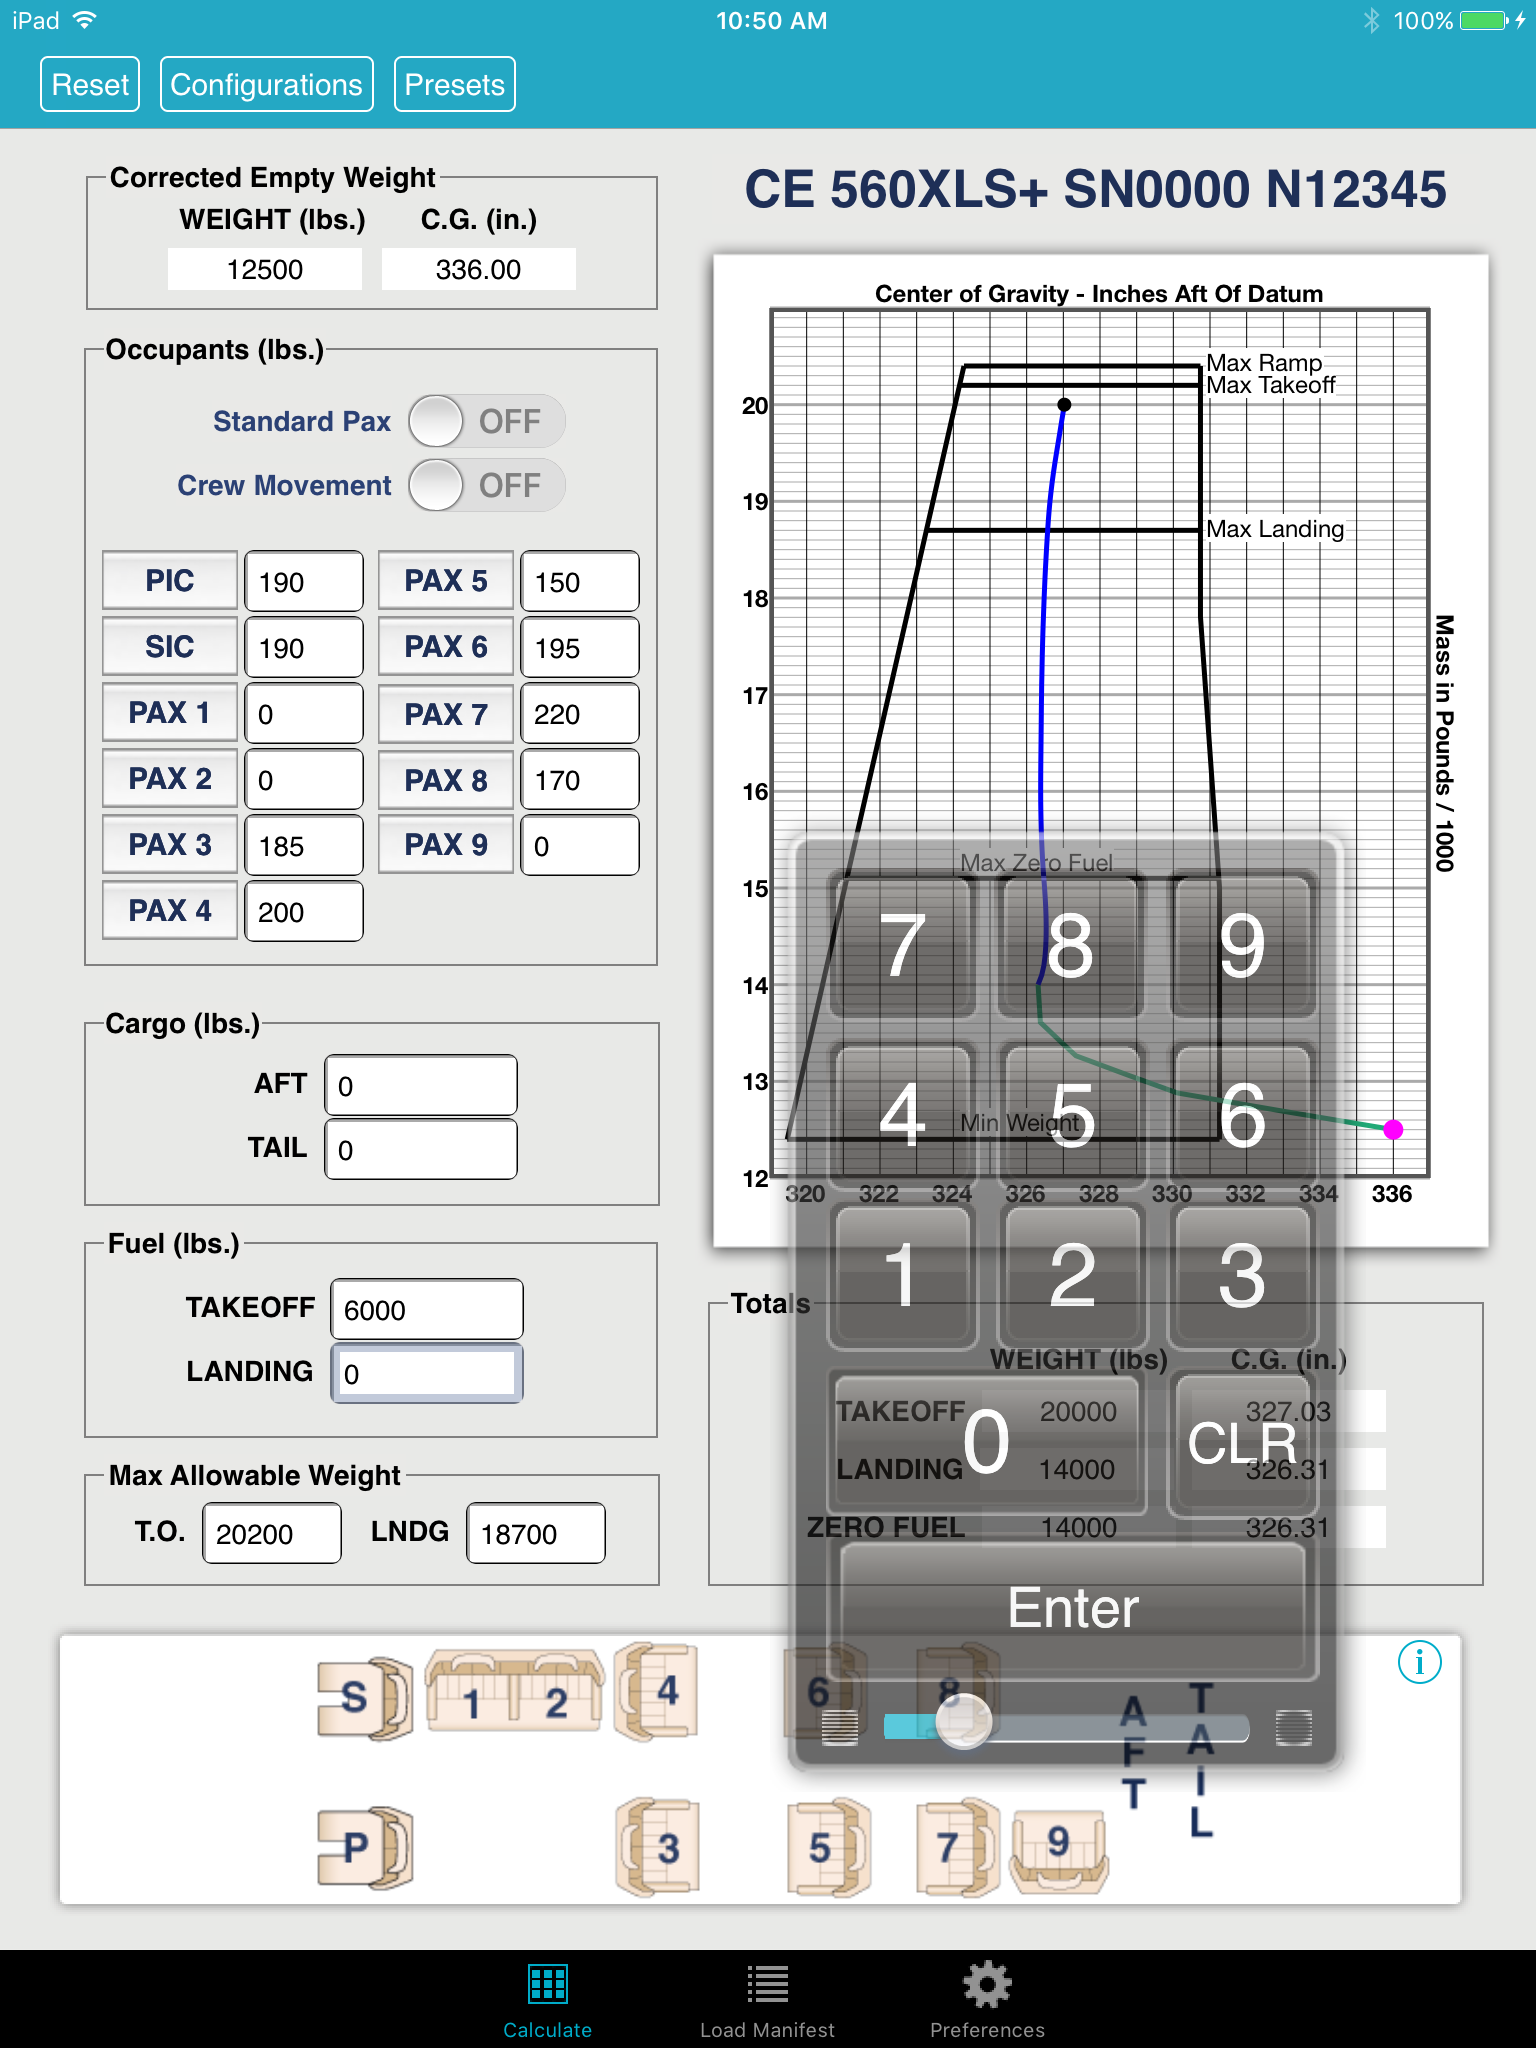 iPad 10:50 AM 100%
Reset Configurations Presets
Corrected Empty Weight
WEIGHT (lbs.) C.G. (in.)
12500 336.00
Occupants (lbs.)
Standard Pax OFF
Crew Movement OFF
PIC 190 PAX 5 150
SIC 190 PAX 6 195
PAX 1 0 PAX 7 220
PAX 2 0 PAX 8 170
PAX 3 185 PAX 9 0
PAX 4 200
Cargo (lbs.)
AFT 0
TAIL 0
Fuel (lbs.)
TAKEOFF 6000
LANDING 0
Max Allowable Weight
T.O. 20200 LNDG 18700
CE 560XLS+ SN0000 N12345
Center of Gravity - Inches Aft Of Datum
Max Ramp
Max Takeoff
20
19
Max Landing
18
17
16
Max Zero Fuel
15
14
13
Min Weight
12
320 322 324 326 328 330 332 334 336
Mass in Pounds / 1000
7 8 9
4 5 6
1 2 3
0 CLR
Enter
Totals
WEIGHT (lbs) C.G. (in.)
TAKEOFF 20000 327.03
LANDING 14000 326.31
ZERO FUEL 14000 326.31
S 1 2 4 6 8
P 3 5 7 9
AFT
TAIL
i
Calculate Load Manifest Preferences